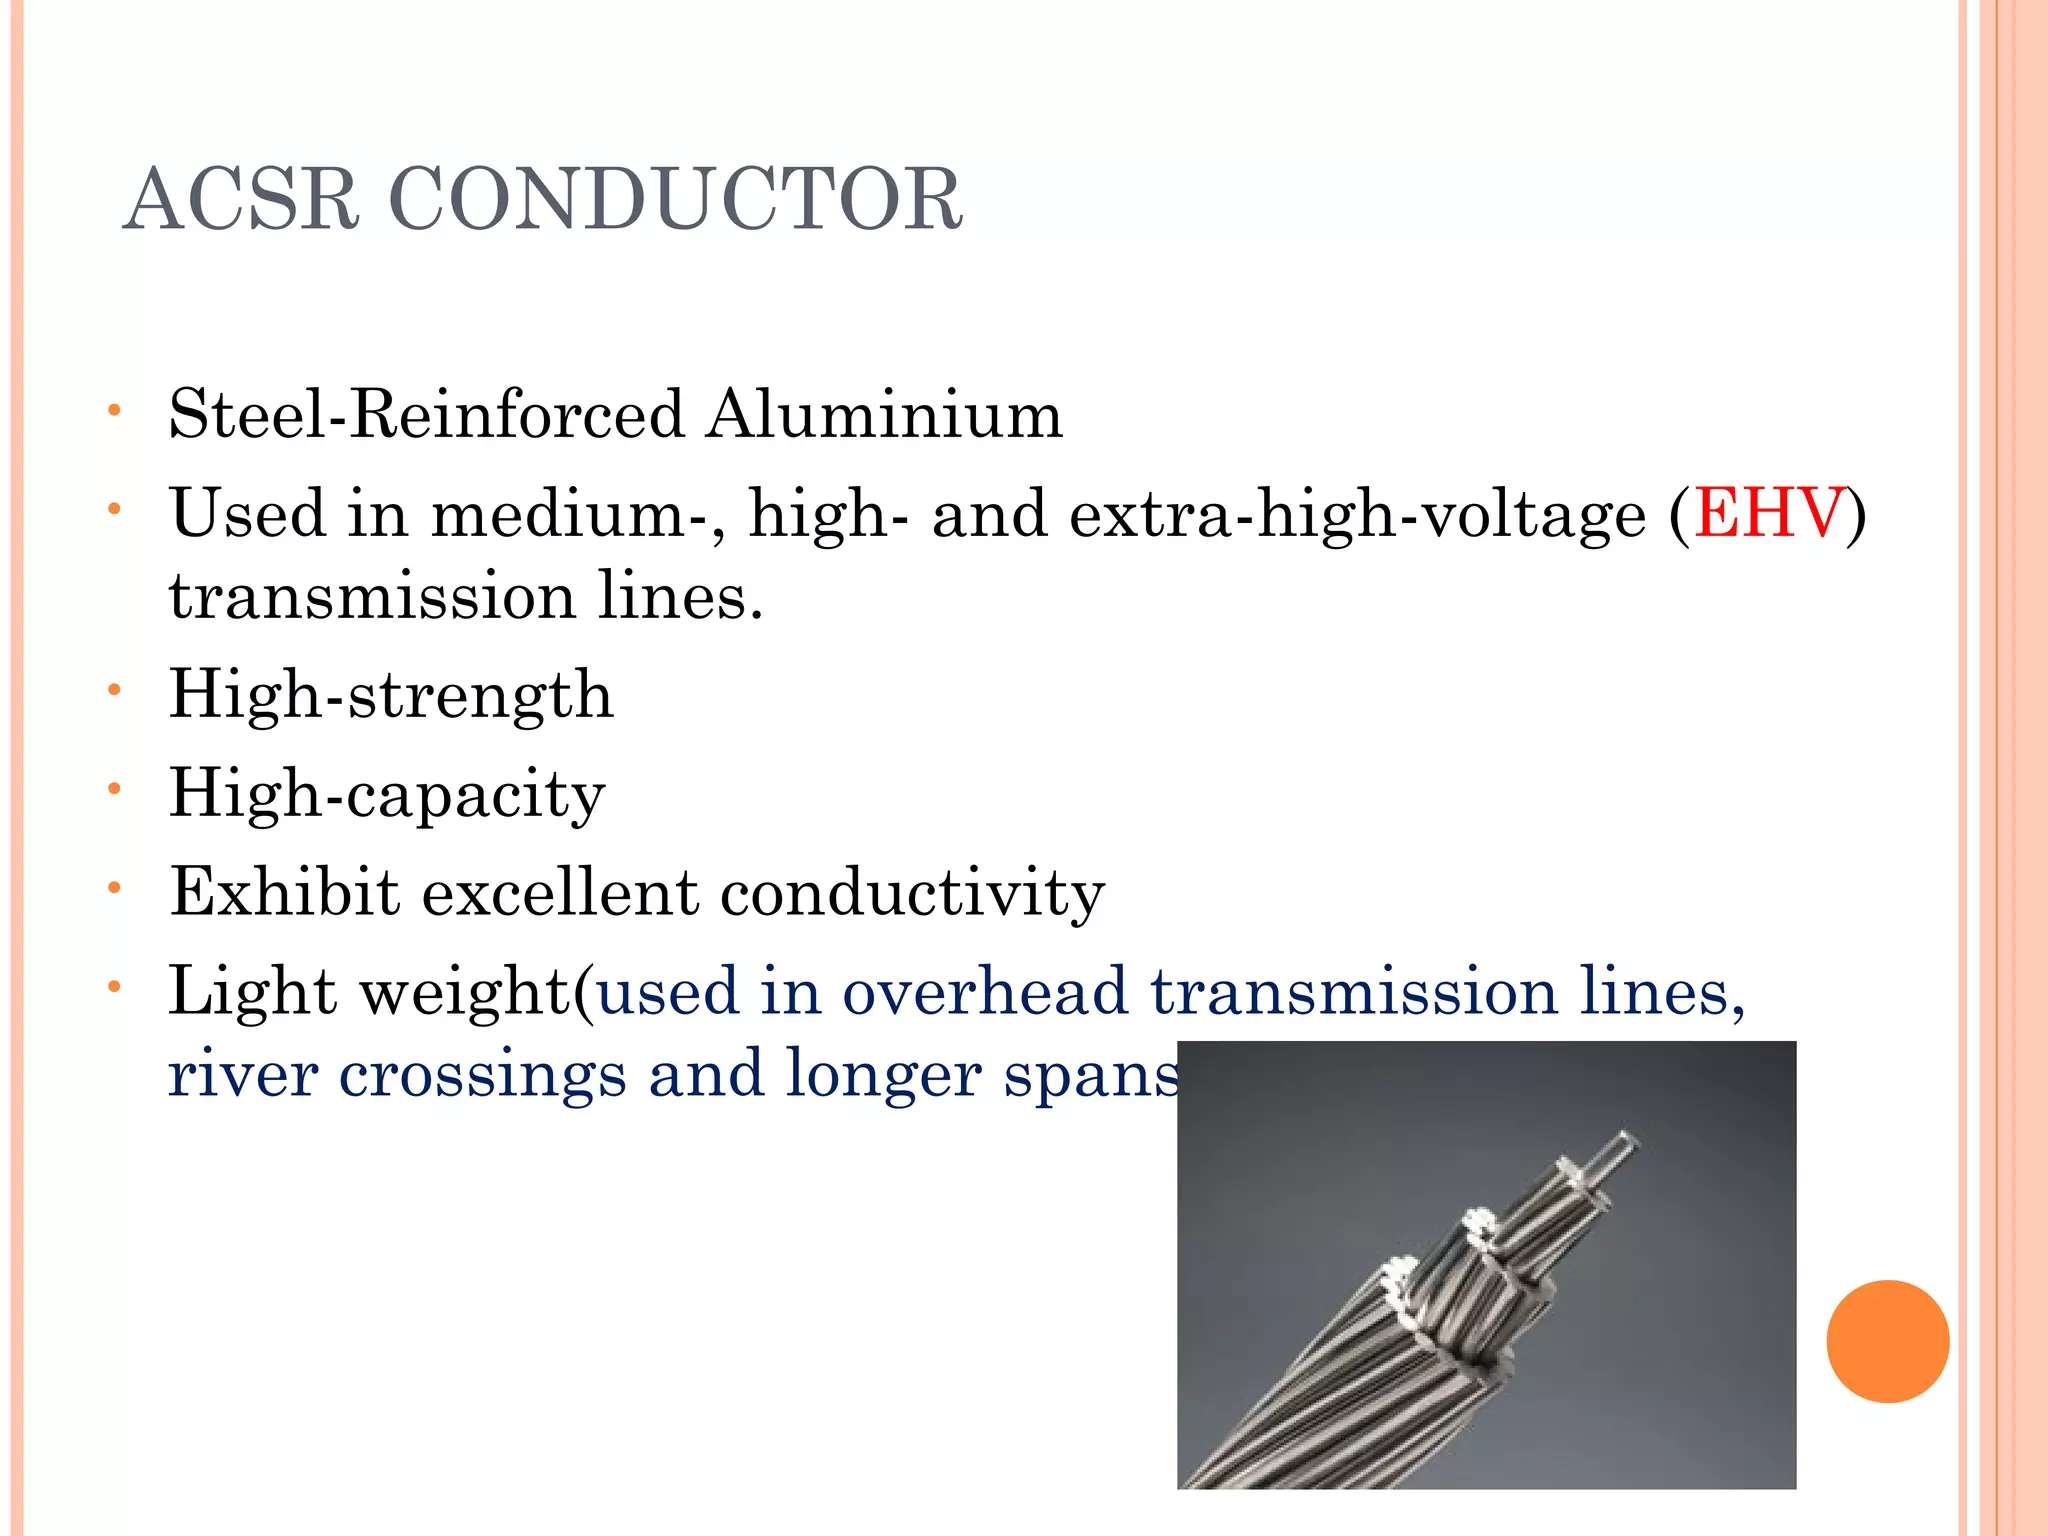 ACSR CONDUCTOR
• Steel-Reinforced Aluminium
• Used in medium-, high- and extra-high-voltage (EHV)
transmission lines.
• High-strength
• High-capacity
• Exhibit excellent conductivity
• Light weight(used in overhead transmission lines,
river crossings and longer spans